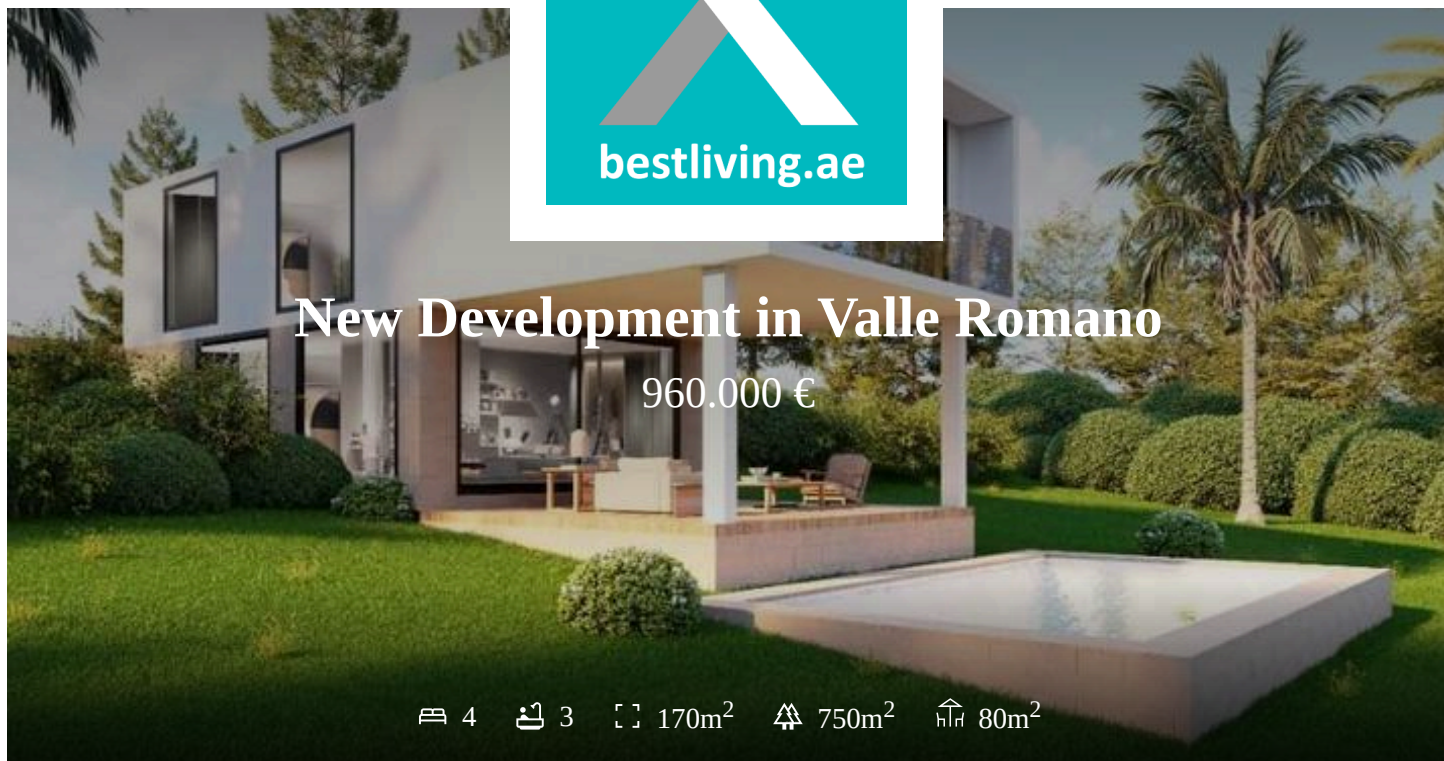 bestliving.ae
New Development in Valle Romano
960.000 €
4 3 170m² 750m² 80m²